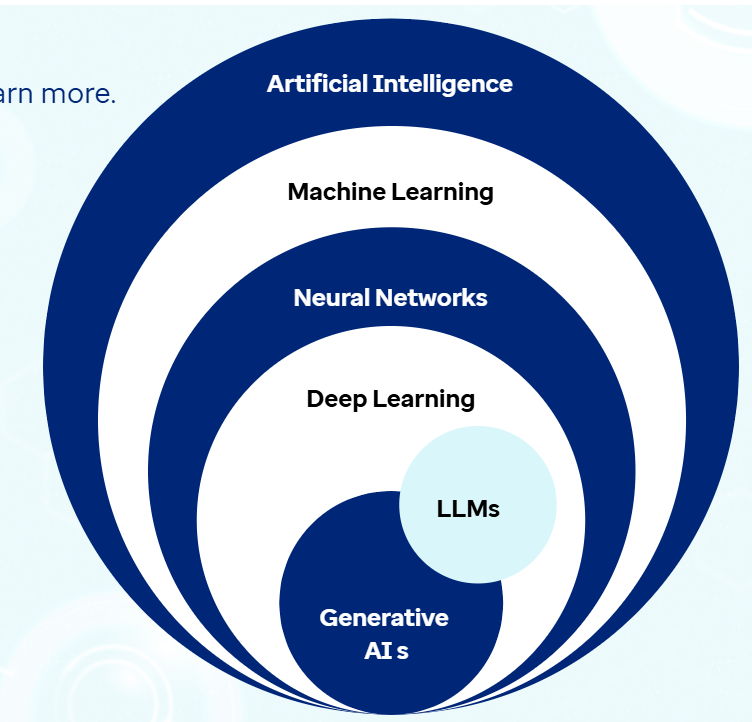 Artificial Intelligence
arn more.
Machine Learning
Neural Networks
Deep Learning
LLMs
Generative
AI s